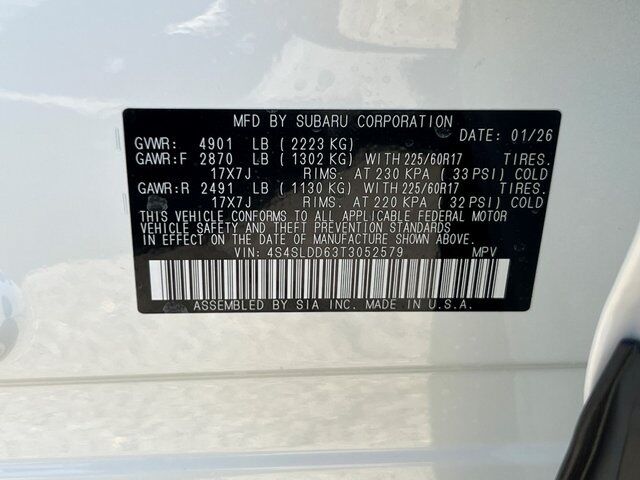 MFD BY SUBARU CORPORATION
GVWR: 4901 LB ( 2223 KG) DATE: 01/26
GAWR:F 2870 LB ( 1302 KG) WITH 225/60R17 TIRES.
17X7J RIMS. AT 230 KPA ( 33 PSI) COLD
GAWR:R 2491 LB ( 1130 KG) WITH 225/60R17 TIRES.
17X7J RIMS. AT 220 KPA ( 32 PSI) COLD
THIS VEHICLE CONFORMS TO ALL APPLICABLE FEDERAL MOTOR
VEHICLE SAFETY AND THEFT PREVENTION STANDARDS
IN EFFECT ON THE DATE OF MANUFACTURE SHOWN ABOVE.
VIN: 4S4SLDD63T3052579 MPV
ASSEMBLED BY SIA INC. MADE IN U.S.A.